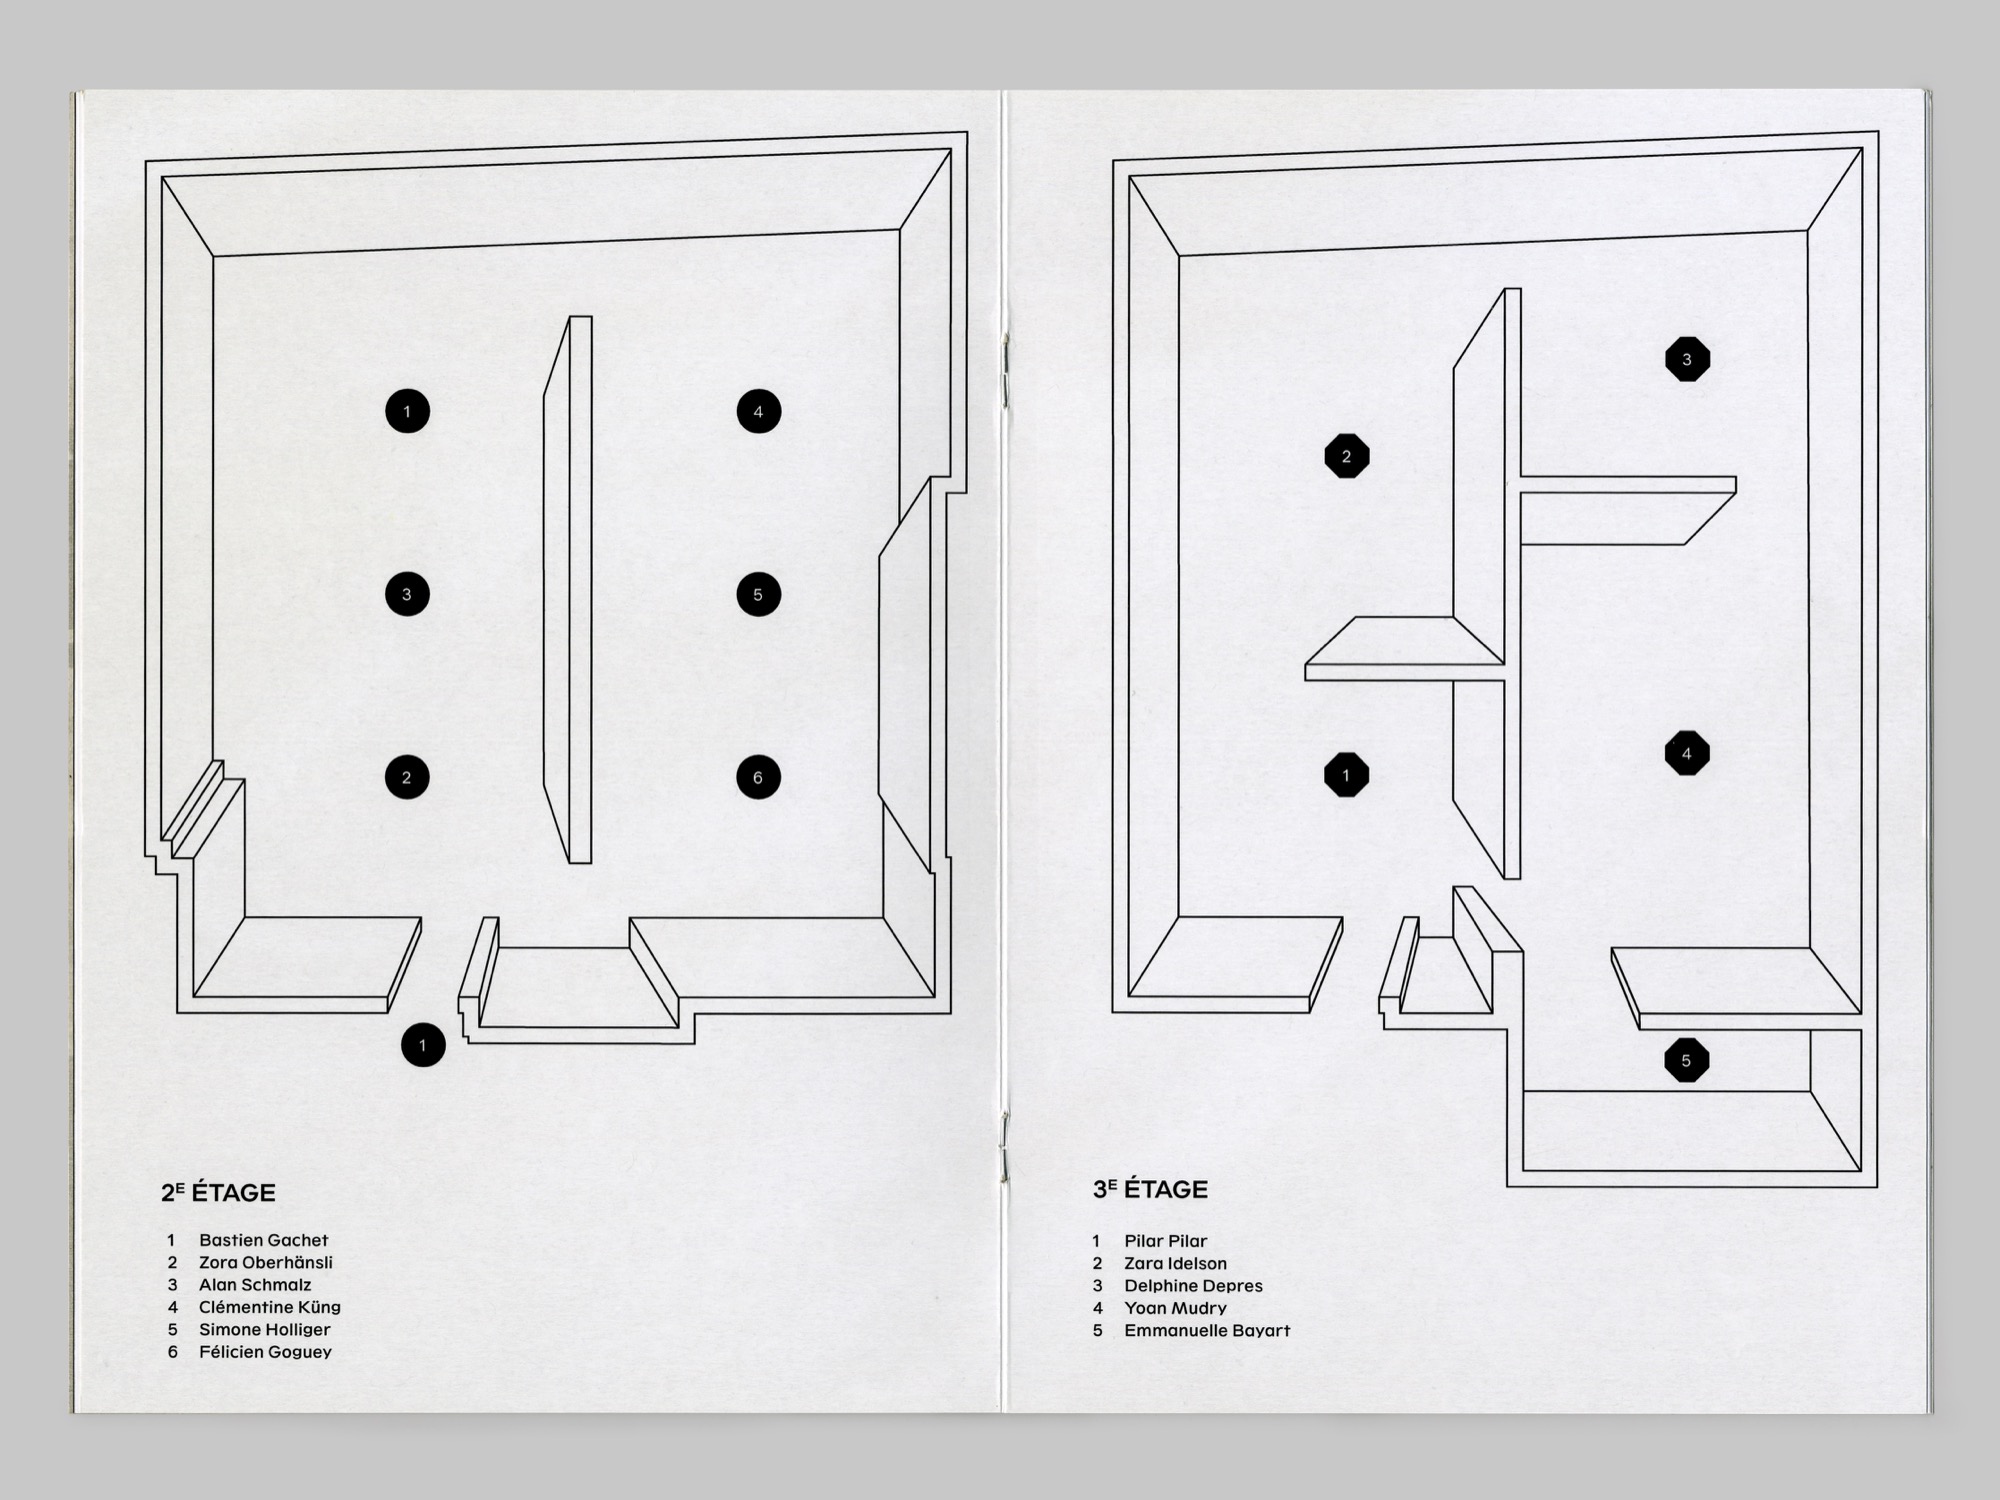 1
4
3
5
2
6
1
2ᴱ ÉTAGE
1 Bastien Gachet
2 Zora Oberhänsli
3 Alan Schmalz
4 Clémentine Küng
5 Simone Holliger
6 Félicien Goguey
3
2
4
1
5
3ᴱ ÉTAGE
1 Pilar Pilar
2 Zara Idelson
3 Delphine Depres
4 Yoan Mudry
5 Emmanuelle Bayart